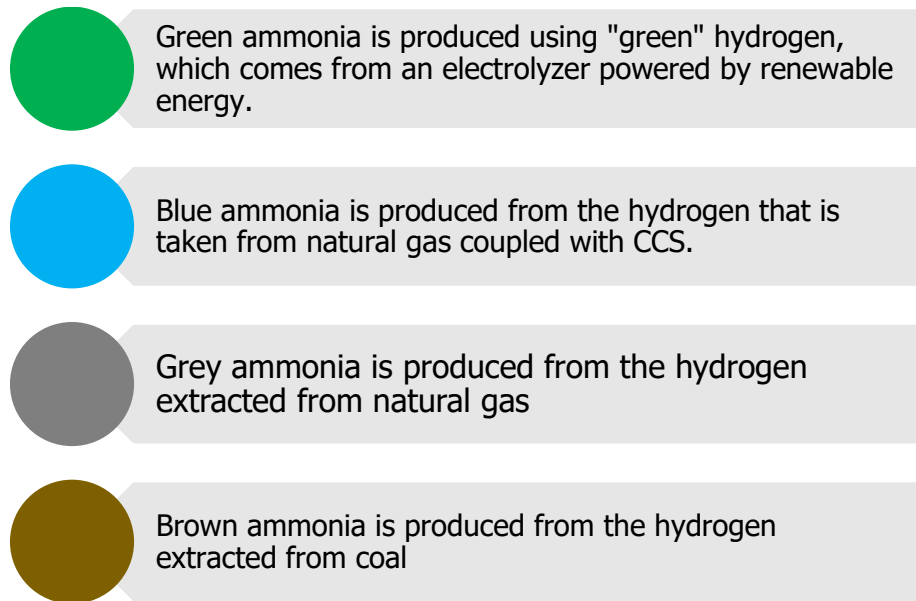 Green ammonia is produced using "green" hydrogen,
which comes from an electrolyzer powered by renewable
energy.
Blue ammonia is produced from the hydrogen that is
taken from natural gas coupled with CCS.
Grey ammonia is produced from the hydrogen
extracted from natural gas
Brown ammonia is produced from the hydrogen
extracted from coal